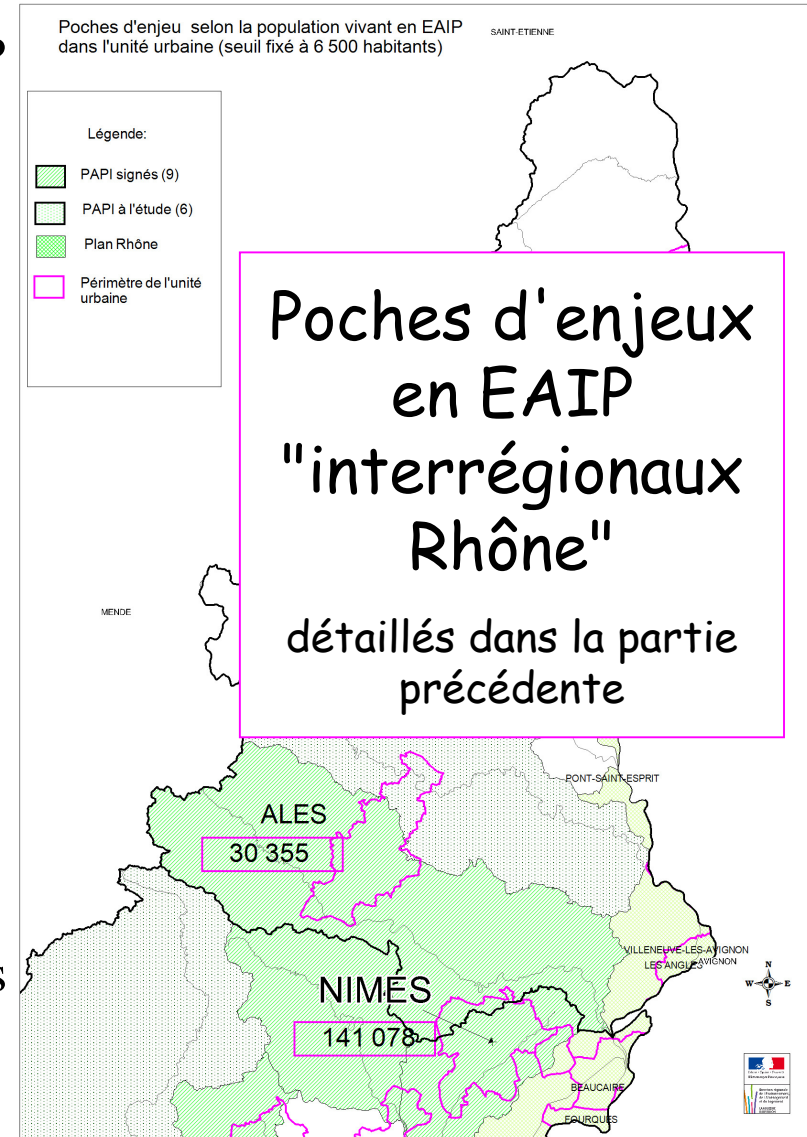 Poches d'enjeu selon la population vivant en EAIP
dans l'unité urbaine (seuil fixé à 6 500 habitants)
SAINT-ETIENNE
Légende:
PAPI signés (9)
PAPI à l'étude (6)
Plan Rhône
Périmètre de l'unité
urbaine
Poches d'enjeux
en EAIP
"interrégionaux
Rhône"
détaillés dans la partie
précédente
MENDE
PONT-SAINT-ESPRIT
ALES
30 355
VILLENEUVE-LES-AVIGNON
LES ANGLES
AVIGNON
N
W
E
S
NIMES
141 078
BEAUCAIRE
FOURQUES